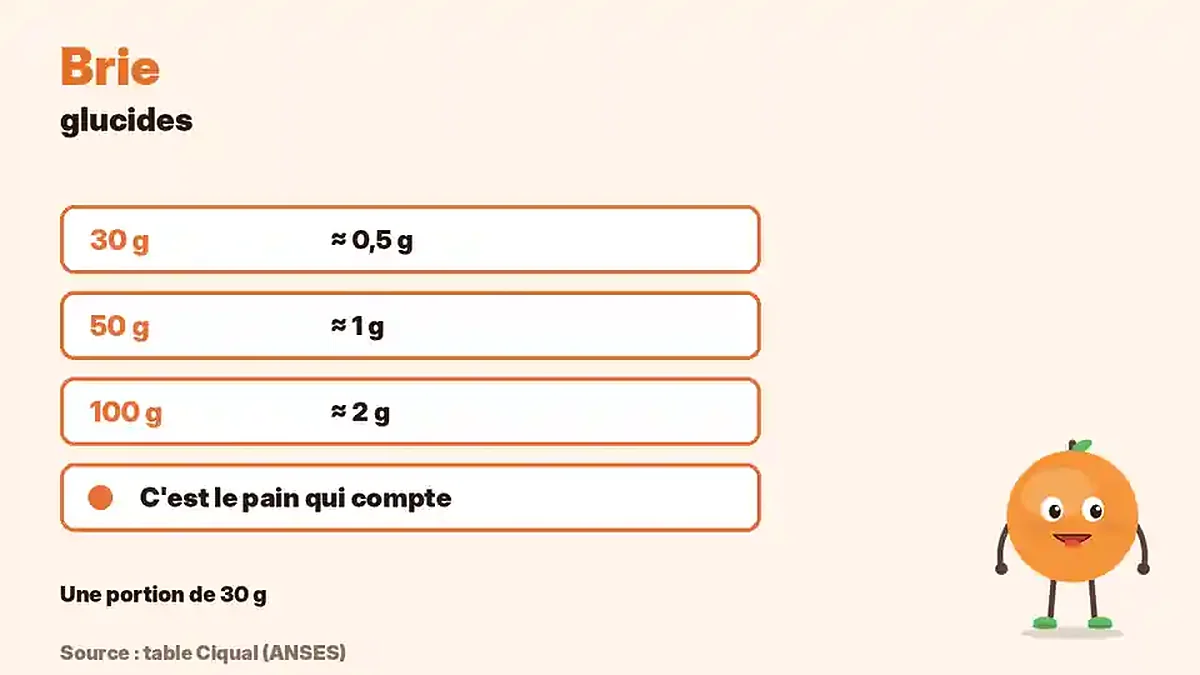 Brie
glucides
30 g ≈ 0,5 g
50 g ≈ 1 g
100 g ≈ 2 g
C'est le pain qui compte
Une portion de 30 g
Source : table Ciqual (ANSES)